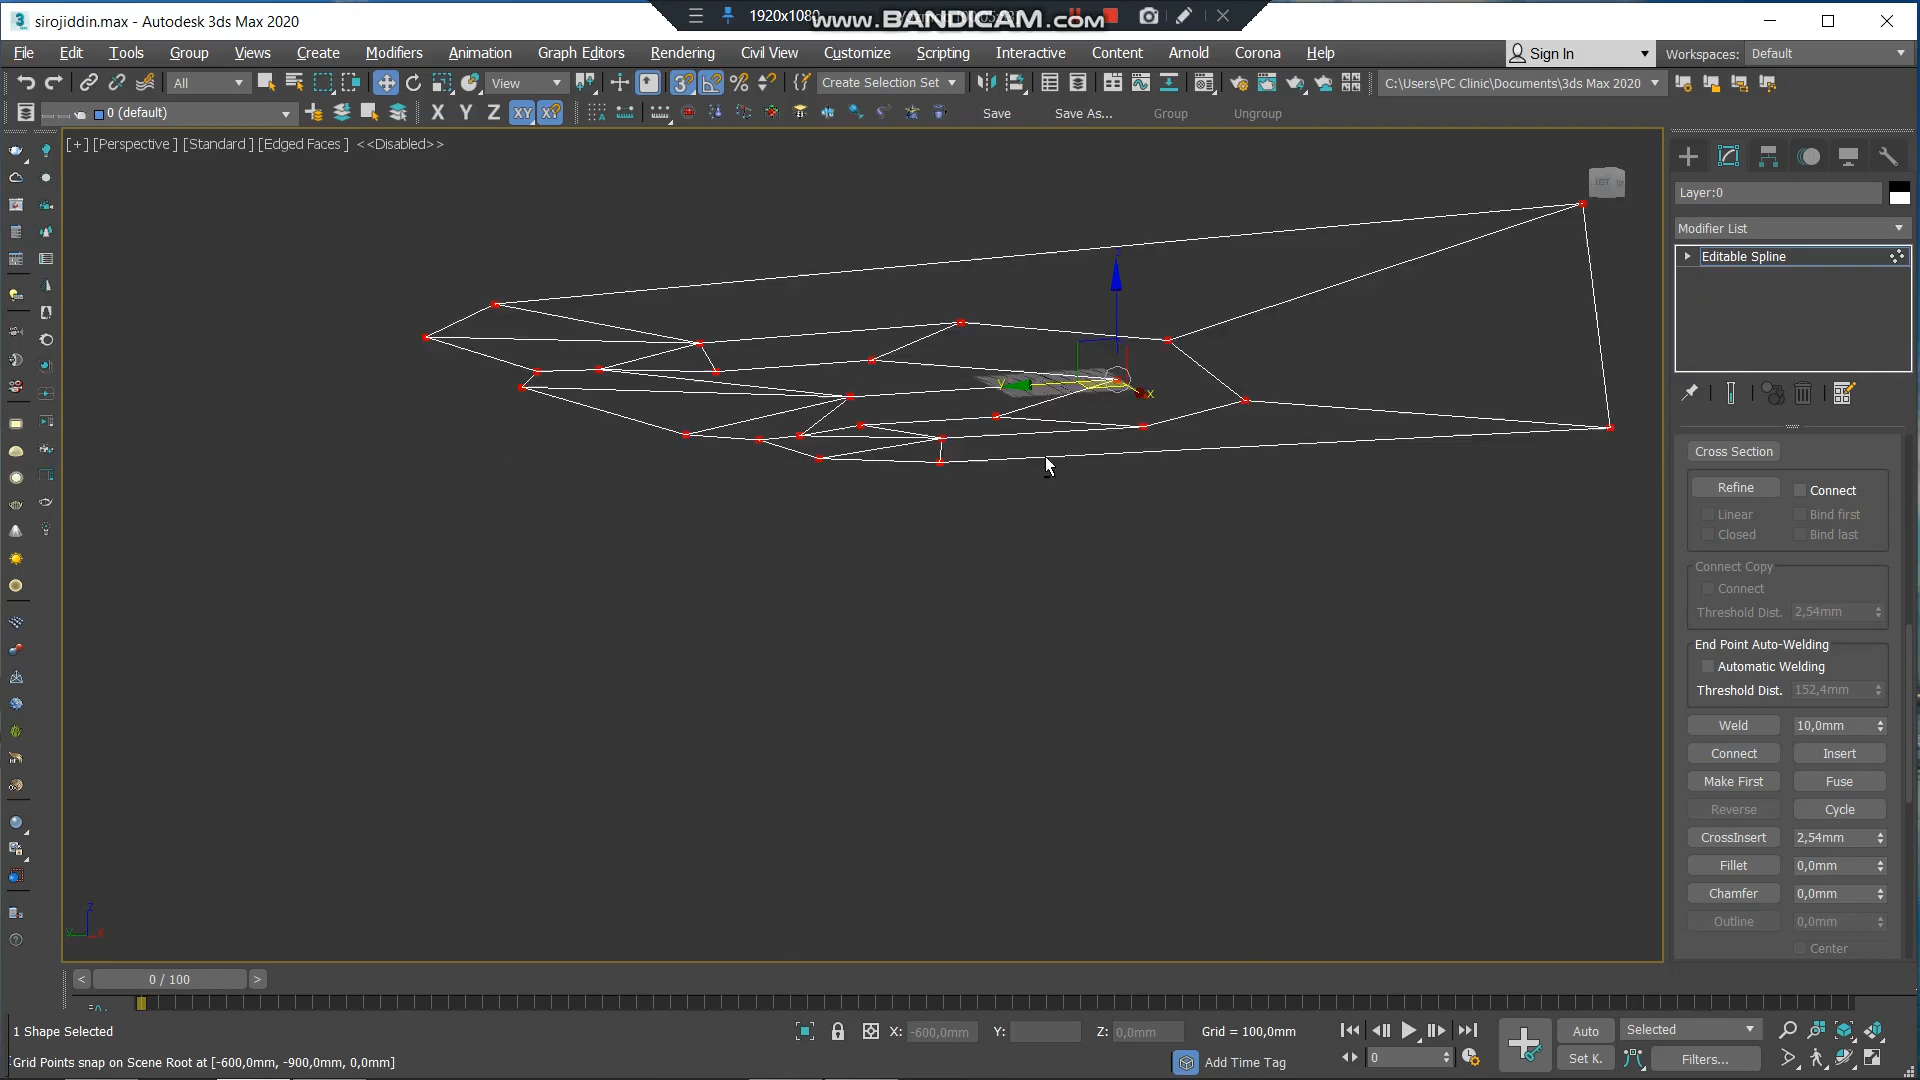 sirojiddin.max - Autodesk 3ds Max 2020
1920x1080
www.BANDICAM.com
File Edit Tools Group Views Create Modifiers Animation Graph Editors Rendering Civil View Customize Scripting Interactive Content Arnold Corona Help
Sign In
Workspaces: Default
All
View
Create Selection Set
C:\Users\PC Clinic\Documents\3ds Max 2020
0 (default)
X Y Z XY
Save
Save As...
Group
Ungroup
[+] [Perspective ] [Standard ] [Edged Faces ] <<Disabled>>
Layer:0
Modifier List
Editable Spline
Cross Section
Refine
Connect
Linear
Bind first
Closed
Bind last
Connect Copy
Connect
Threshold Dist. 2,54mm
End Point Auto-Welding
Automatic Welding
Threshold Dist. 152,4mm
Weld 10,0mm
Connect Insert
Make First Fuse
Reverse Cycle
CrossInsert 2,54mm
Fillet 0,0mm
Chamfer 0,0mm
Outline 0,0mm
Center
y
x
z
y
x
< 0 / 100 >
1 Shape Selected
X: -600,0mm Y: Z: 0,0mm Grid = 100,0mm
Auto Selected
Grid Points snap on Scene Root at [-600,0mm, -900,0mm, 0,0mm]
Add Time Tag
0
Set K.
Filters...